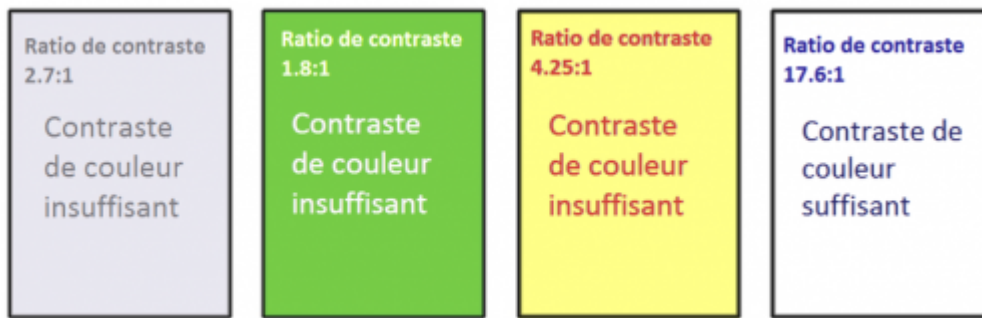 Ratio de contraste
2.7:1
Contraste
de couleur
insuffisant
Ratio de contraste
1.8:1
Contraste
de couleur
insuffisant
Ratio de contraste
4.25:1
Contraste
de couleur
insuffisant
Ratio de contraste
17.6:1
Contraste de
couleur
suffisant